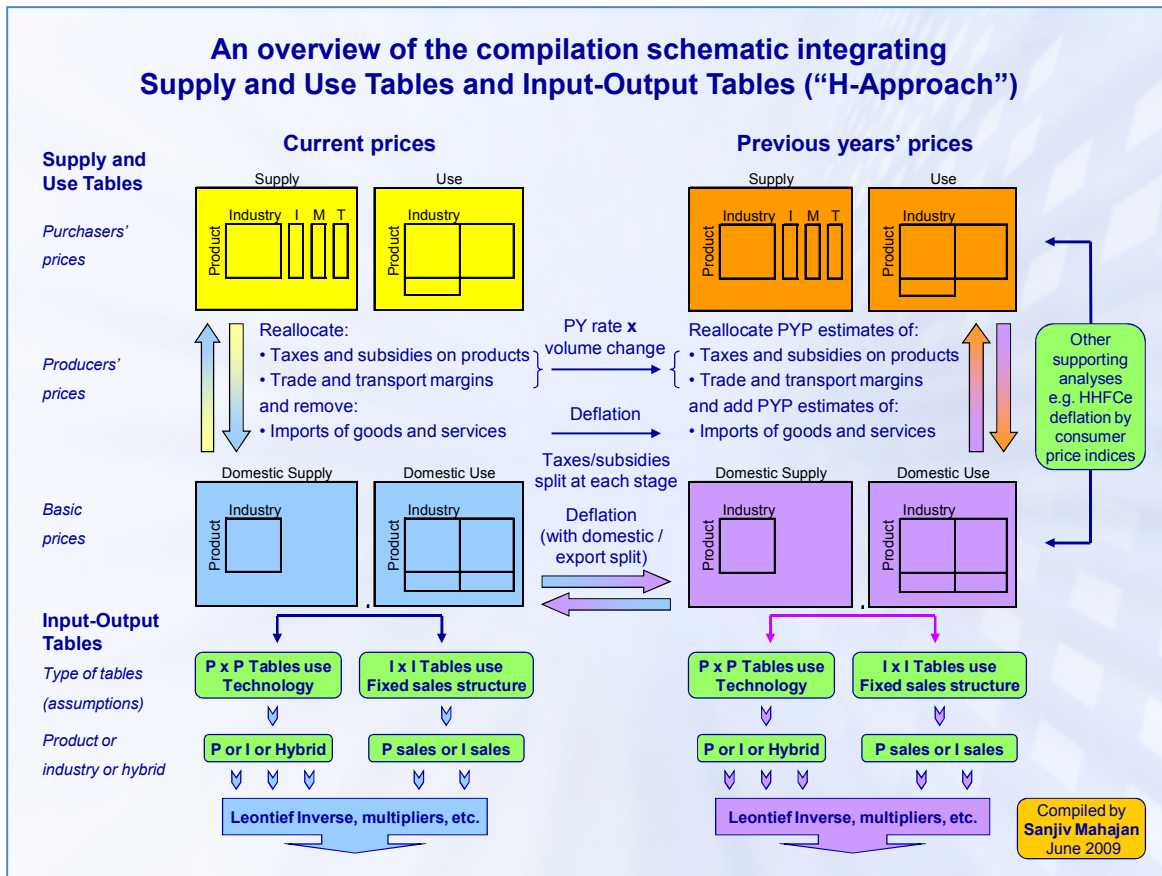 An overview of the compilation schematic integrating
Supply and Use Tables and Input-Output Tables (“H-Approach”)
Current prices
Previous years’ prices
Supply and
Use Tables
Purchasers’
prices
Supply
Industry I M T
Product
Use
Industry
Product
Supply
Industry I M T
Product
Use
Industry
Product
Producers’
prices
Reallocate:
• Taxes and subsidies on products
• Trade and transport margins
and remove:
• Imports of goods and services
PY rate x
volume change
Deflation
Reallocate PYP estimates of:
• Taxes and subsidies on products
• Trade and transport margins
and add PYP estimates of:
• Imports of goods and services
Other
supporting
analyses
e.g. HHFCe
deflation by
consumer
price indices
Taxes/subsidies
split at each stage
Deflation
(with domestic /
export split)
Basic
prices
Domestic Supply
Industry
Product
Domestic Use
Industry
Product
Domestic Supply
Industry
Product
Domestic Use
Industry
Product
Input-Output
Tables
Type of tables
(assumptions)
P x P Tables use
Technology
I x I Tables use
Fixed sales structure
P x P Tables use
Technology
I x I Tables use
Fixed sales structure
Product or
industry or hybrid
P or I or Hybrid
P sales or I sales
P or I or Hybrid
P sales or I sales
Leontief Inverse, multipliers, etc.
Leontief Inverse, multipliers, etc.
Compiled by
Sanjiv Mahajan
June 2009